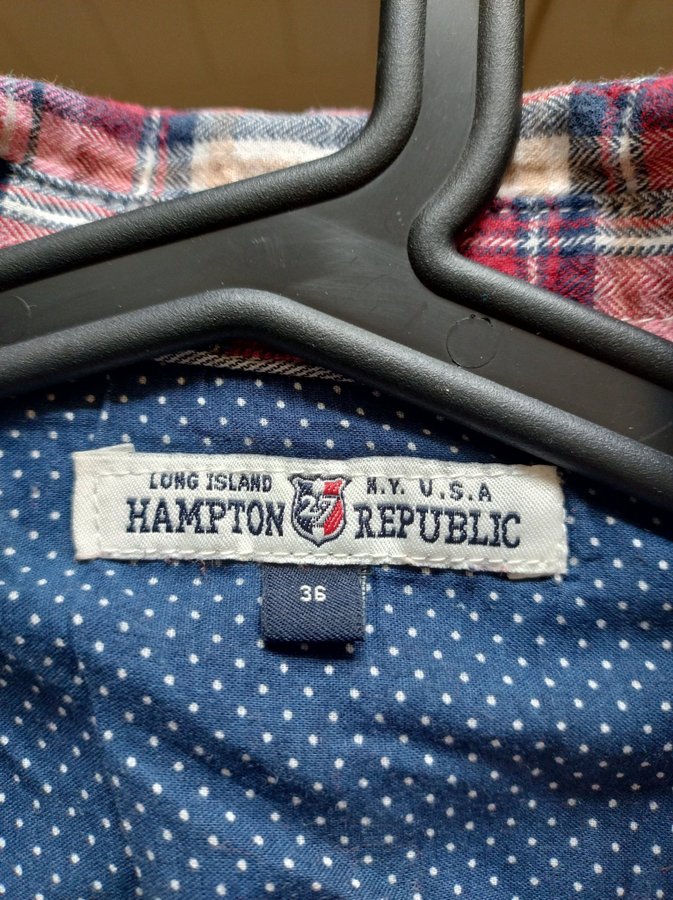 LONG ISLAND N.Y. U.S.A
HAMPTON 27 REPUBLIC
36